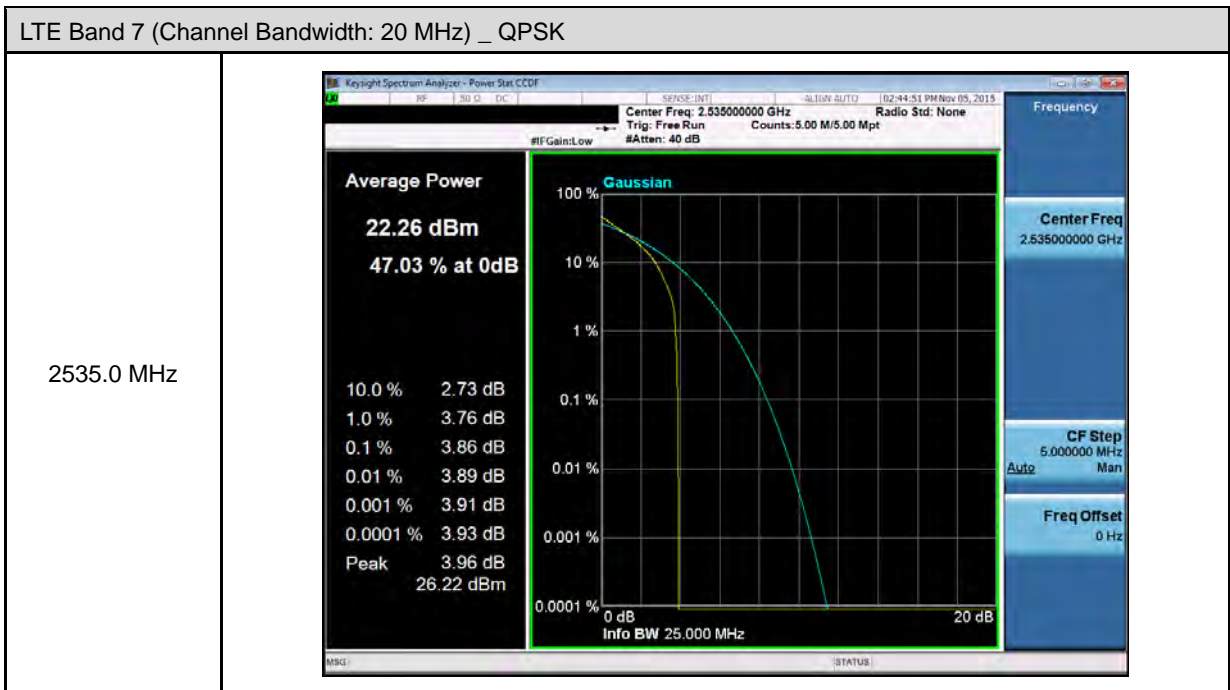 LTE Band 7 (Channel Bandwidth: 20 MHz) _ QPSK
2535.0 MHz
Keysight Spectrum Analyzer - Power Stat CCDF
RF 50 Ω DC SENSE:INT ALIGN AUTO 02:44:51 PM Nov 05, 2015
Center Freq: 2.535000000 GHz Radio Std: None
Trig: Free Run Counts:5.00 M/5.00 Mpt
#IFGain:Low #Atten: 40 dB
Average Power
22.26 dBm
47.03 % at 0dB
10.0 % 2.73 dB
1.0 % 3.76 dB
0.1 % 3.86 dB
0.01 % 3.89 dB
0.001 % 3.91 dB
0.0001 % 3.93 dB
Peak 3.96 dB
26.22 dBm
Gaussian
100 %
10 %
1 %
0.1 %
0.01 %
0.001 %
0.0001 %
0 dB 20 dB
Info BW 25.000 MHz
Frequency
Center Freq
2.535000000 GHz
CF Step
5.000000 MHz
Auto Man
Freq Offset
0 Hz
MSG STATUS